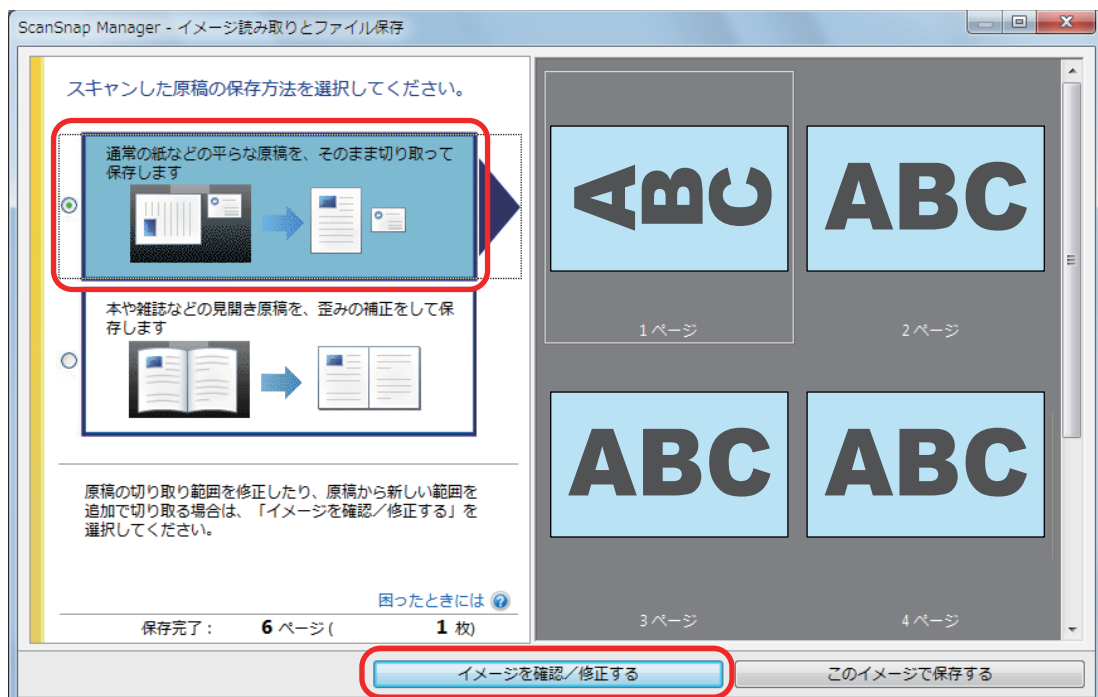 ScanSnap Manager - イメージ読み取りとファイル保存
スキャンした原稿の保存方法を選択してください。
通常の紙などの平らな原稿を、そのまま切り取って
保存します
本や雑誌などの見開き原稿を、歪みの補正をして保
存します
原稿の切り取り範囲を修正したり、原稿から新しい範囲を
追加で切り取る場合は、「イメージを確認／修正する」を
選択してください。
困ったときには ?
保存完了： 6 ページ ( 1 枚)
ABC
1 ページ
ABC
2 ページ
ABC
3 ページ
ABC
4 ページ
イメージを確認／修正する
このイメージで保存する